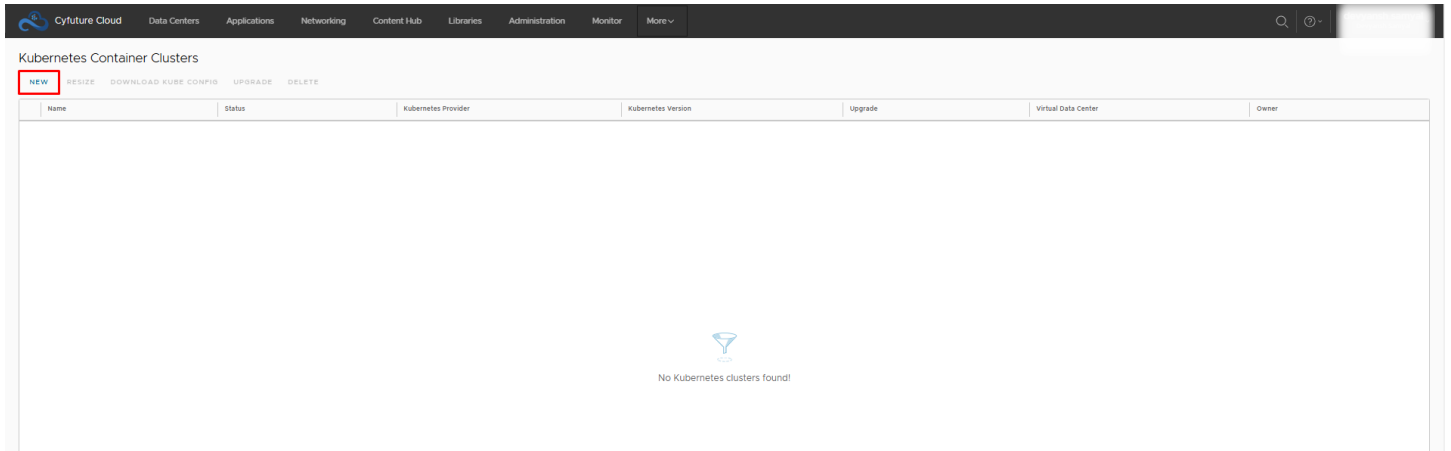 Cyfuture Cloud Data Centers Applications Networking Content Hub Libraries Administration Monitor More
Kubernetes Container Clusters
NEW RESIZE DOWNLOAD KUBE CONFIG UPGRADE DELETE
Name Status Kubernetes Provider Kubernetes Version Upgrade Virtual Data Center Owner
No Kubernetes clusters found!